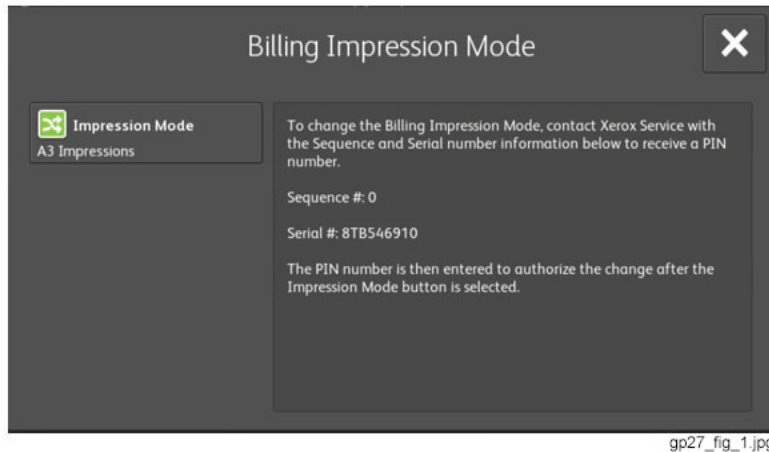 Billing Impression Mode
Impression Mode
A3 Impressions
To change the Billing Impression Mode, contact Xerox Service with
the Sequence and Serial number information below to receive a PIN
number.
Sequence #: 0
Serial #: 8TB546910
The PIN number is then entered to authorize the change after the
Impression Mode button is selected.
gp27_fig_1.jpg